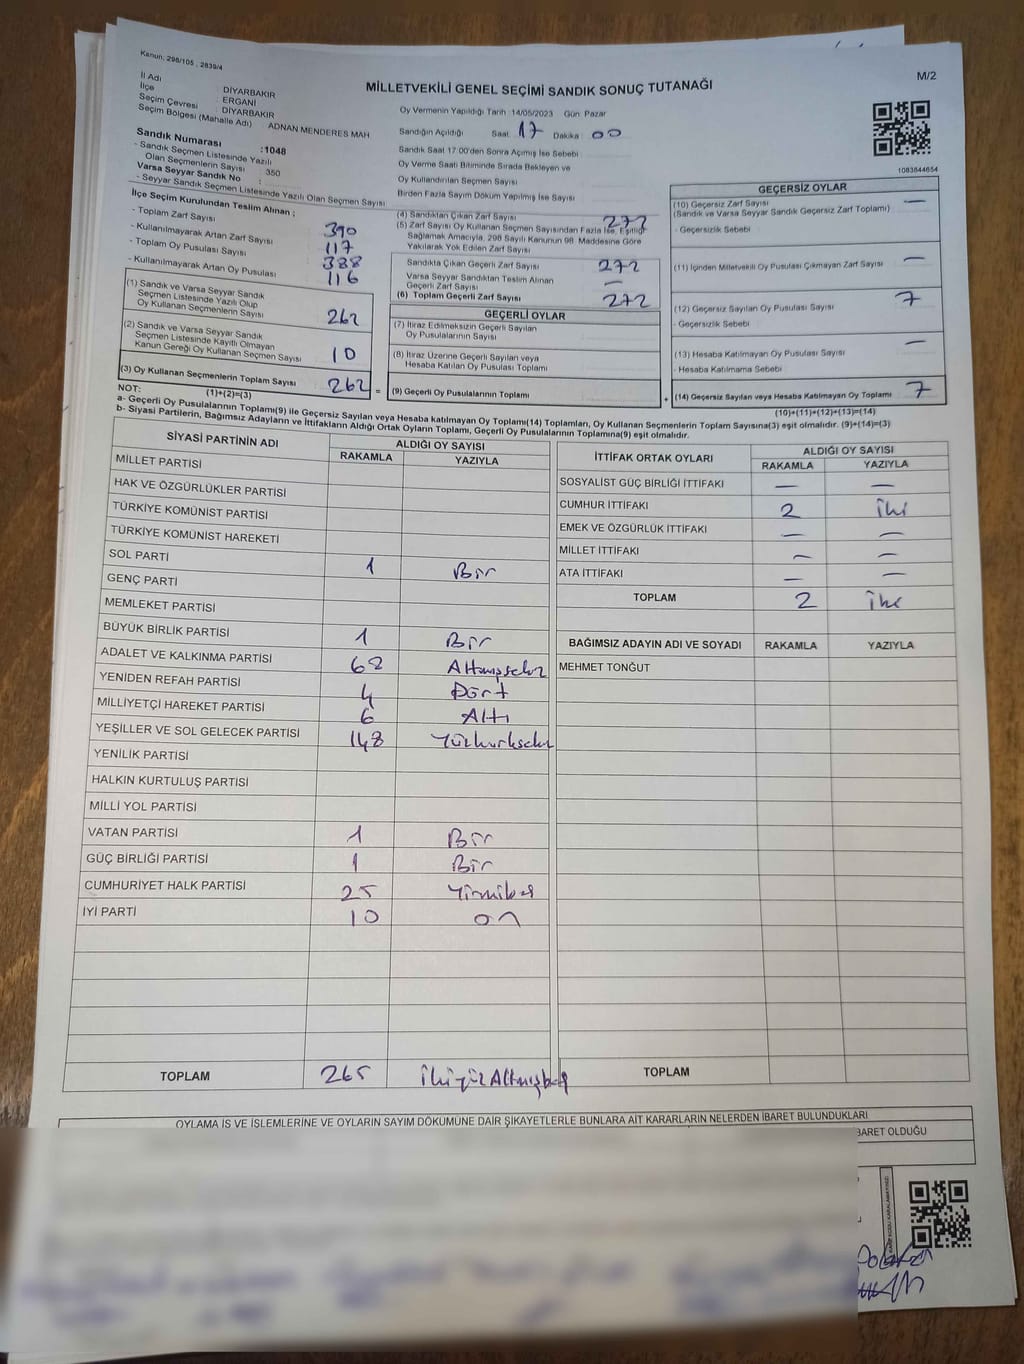 Kanun, 298/105 , 2839/4
MİLLETVEKİLİ GENEL SEÇİMİ SANDIK SONUÇ TUTANAĞI
M/2
İl Adı : DİYARBAKIR
İlçe : ERGANİ
Seçim Çevresi : DİYARBAKIR
Seçim Bölgesi (Mahalle Adı) ADNAN MENDERES MAH
Sandık Numarası :1048
- Sandık Seçmen Listesinde Yazılı
Olan Seçmenlerin Sayısı : 350
Varsa Seyyar Sandık No :
- Seyyar Sandık Seçmen Listesinde Yazılı Olan Seçmen Sayısı
Oy Vermenin Yapıldığı Tarih 14/05/2023 Gün Pazar
Sandığın Açıldığı Saat 17 Dakika 00
Sandık Saat 17:00'den Sonra Açılmış İse Sebebi
Oy Verme Saati Bitiminde Sırada Bekleyen ve
Oy Kullandırılan Seçmen Sayısı
Birden Fazla Sayım Döküm Yapılmış İse Sayısı
1083844654
İlçe Seçim Kurulundan Teslim Alınan ;
- Toplam Zarf Sayısı 390
- Kullanılmayarak Artan Zarf Sayısı 117
- Toplam Oy Pusulası Sayısı 388
- Kullanılmayarak Artan Oy Pusulası 116
(1) Sandık ve Varsa Seyyar Sandık
Seçmen Listesinde Yazılı Olup
Oy Kullanan Seçmenlerin Sayısı 262
(2) Sandık ve Varsa Seyyar Sandık
Seçmen Listesinde Kayıtlı Olmayan
Kanun Gereği Oy Kullanan Seçmen Sayısı 10
(3) Oy Kullanan Seçmenlerin Toplam Sayısı 262 =
(1)+(2)=(3)
(4) Sandıktan Çıkan Zarf Sayısı 272
(5) Zarf Sayısı Oy Kullanan Seçmen Sayısından Fazla İse, Eşitliği
Sağlamak Amacıyla, 298 Sayılı Kanunun 98. Maddesine Göre
Yakılarak Yok Edilen Zarf Sayısı
Sandıkta Çıkan Geçerli Zarf Sayısı 272
Varsa Seyyar Sandıktan Teslim Alınan
Geçerli Zarf Sayısı —
(6) Toplam Geçerli Zarf Sayısı 272
GEÇERLİ OYLAR
(7) İtiraz Edilmeksizin Geçerli Sayılan
Oy Pusulalarının Sayısı
(8) İtiraz Üzerine Geçerli Sayılan veya
Hesaba Katılan Oy Pusulası Toplamı
(9) Geçerli Oy Pusulalarının Toplamı +
GEÇERSİZ OYLAR
(10) Geçersiz Zarf Sayısı —
(Sandık ve Varsa Seyyar Sandık Geçersiz Zarf Toplamı)
- Geçersizlik Sebebi
(11) İçinden Milletvekili Oy Pusulası Çıkmayan Zarf Sayısı —
(12) Geçersiz Sayılan Oy Pusulası Sayısı 7
- Geçersizlik Sebebi
(13) Hesaba Katılmayan Oy Pusulası Sayısı —
- Hesaba Katılmama Sebebi
(14) Geçersiz Sayılan veya Hesaba Katılmayan Oy Toplamı 7
(10)+(11)+(12)+(13)=(14)
NOT:
a- Geçerli Oy Pusulalarının Toplamı(9) ile Geçersiz Sayılan veya Hesaba katılmayan Oy Toplamı(14) Toplamları, Oy Kullanan Seçmenlerin Toplam Sayısına(3) eşit olmalıdır. (9)+(14)=(3)
b- Siyasi Partilerin, Bağımsız Adayların ve İttifakların Aldığı Ortak Oyların Toplamı, Geçerli Oy Pusulalarının Toplamına(9) eşit olmalıdır.
SİYASİ PARTİNİN ADI ALDIĞI OY SAYISI
RAKAMLA YAZIYLA
MİLLET PARTİSİ
HAK VE ÖZGÜRLÜKLER PARTİSİ
TÜRKİYE KOMÜNİST PARTİSİ
TÜRKİYE KOMÜNİST HAREKETİ
SOL PARTİ 1 Bir
GENÇ PARTİ
MEMLEKET PARTİSİ
BÜYÜK BİRLİK PARTİSİ 1 Bir
ADALET VE KALKINMA PARTİSİ 68 Altmışsekiz
YENİDEN REFAH PARTİSİ 4 Dört
MİLLİYETÇİ HAREKET PARTİSİ 6 Altı
YEŞİLLER VE SOL GELECEK PARTİSİ 148 Yüzkırksekiz
YENİLİK PARTİSİ
HALKIN KURTULUŞ PARTİSİ
MİLLİ YOL PARTİSİ
VATAN PARTİSİ 1 Bir
GÜÇ BİRLİĞİ PARTİSİ 1 Bir
CUMHURİYET HALK PARTİSİ 25 Yirmibeş
İYİ PARTİ 10 on
TOPLAM 265 İkiyüzAltmışbeş
İTTİFAK ORTAK OYLARI ALDIĞI OY SAYISI
RAKAMLA YAZIYLA
SOSYALİST GÜÇ BİRLİĞİ İTTİFAKI — —
CUMHUR İTTİFAKI 2 İki
EMEK VE ÖZGÜRLÜK İTTİFAKI — —
MİLLET İTTİFAKI — —
ATA İTTİFAKI — —
TOPLAM 2 İki
BAĞIMSIZ ADAYIN ADI VE SOYADI RAKAMLA YAZIYLA
MEHMET TONĞUT
TOPLAM
OYLAMA İŞ VE İŞLEMLERİNE VE OYLARIN SAYIM DÖKÜMÜNE DAİR ŞİKAYETLERLE BUNLARA AİT KARARLARIN NELERDEN İBARET BULUNDUKLARI
BARET OLDUĞU